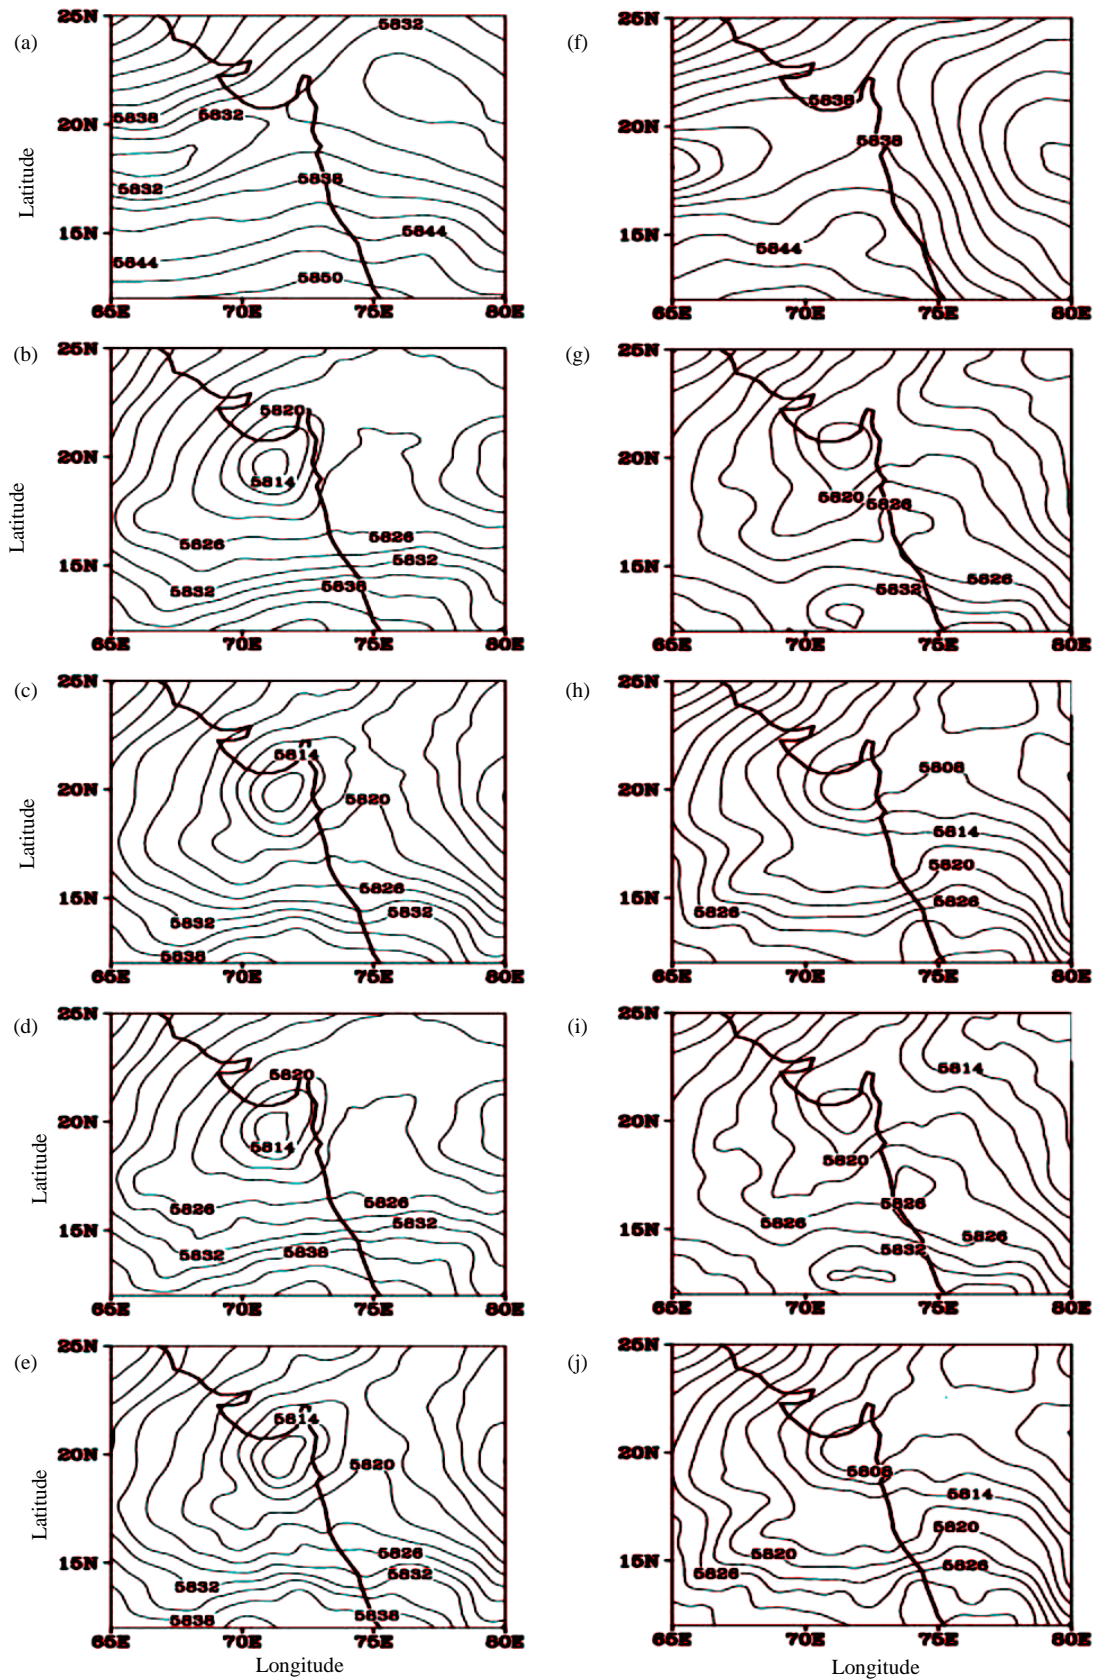 (a)
25N
20N
15N
Latitude
5832
5838
5832
5832
5838
5844
5844
5850
65E 70E 75E 80E
(b)
25N
20N
15N
Latitude
5820
5814
5826
5826
5832
5832
5838
65E 70E 75E 80E
(c)
25N
20N
15N
Latitude
5814
5820
5826
5832
5832
5838
65E 70E 75E 80E
(d)
25N
20N
15N
Latitude
5820
5814
5826
5826
5832
5832
5838
65E 70E 75E 80E
(e)
25N
20N
15N
Latitude
5814
5820
5826
5832
5832
5838
5838
65E 70E 75E 80E
Longitude
(f)
25N
20N
15N
5838
5838
5844
65E 70E 75E 80E
(g)
25N
20N
15N
5820
5826
5826
5832
65E 70E 75E 80E
(h)
25N
20N
15N
5808
5814
5820
5826
5826
65E 70E 75E 80E
(i)
25N
20N
15N
5814
5820
5826
5826
5826
5832
65E 70E 75E 80E
(j)
25N
20N
15N
5808
5814
5820
5820
5826
5826
65E 70E 75E 80E
Longitude